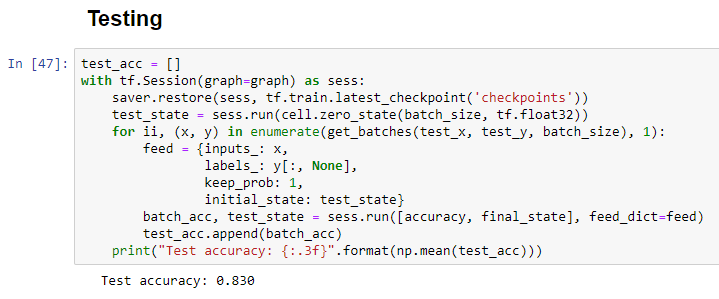 Testing
In [47]: test_acc = []
with tf.Session(graph=graph) as sess:
    saver.restore(sess, tf.train.latest_checkpoint('checkpoints'))
    test_state = sess.run(cell.zero_state(batch_size, tf.float32))
    for ii, (x, y) in enumerate(get_batches(test_x, test_y, batch_size), 1):
        feed = {inputs_: x,
                labels_: y[:, None],
                keep_prob: 1,
                initial_state: test_state}
        batch_acc, test_state = sess.run([accuracy, final_state], feed_dict=feed)
        test_acc.append(batch_acc)
    print("Test accuracy: {:.3f}".format(np.mean(test_acc)))
Test accuracy: 0.830